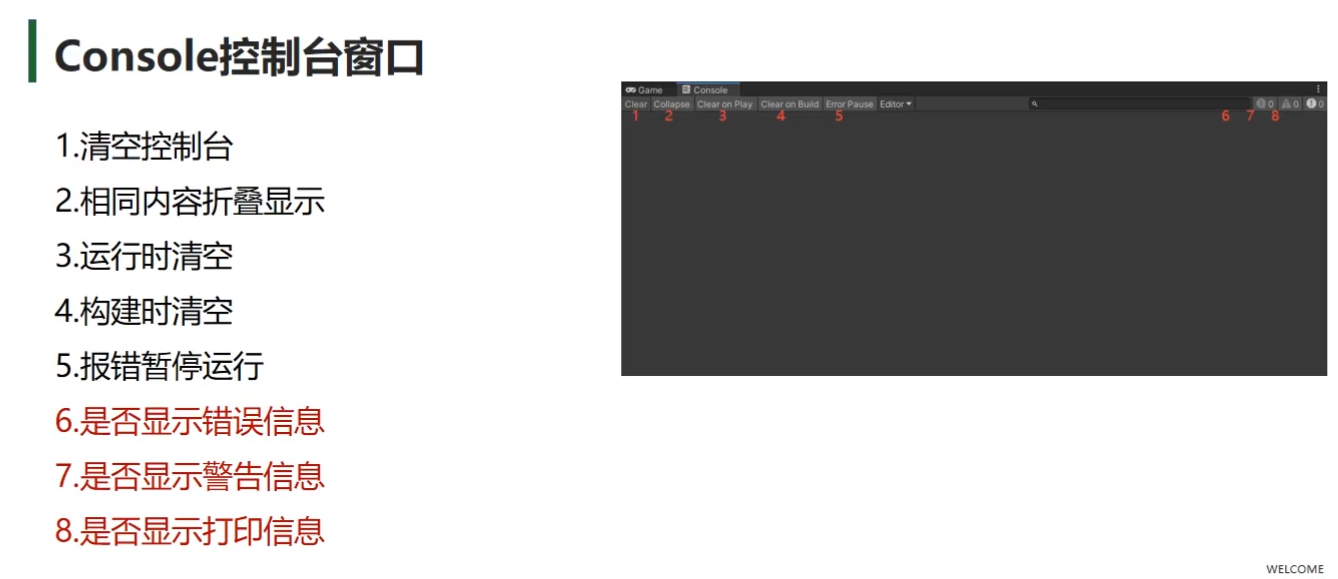 Console控制台窗口
1.清空控制台
2.相同内容折叠显示
3.运行时清空
4.构建时清空
5.报错暂停运行
6.是否显示错误信息
7.是否显示警告信息
8.是否显示打印信息
Game Console
Clear Collapse Clear on Play Clear on Build Error Pause Editor 0 0 0
1 2 3 4 5 6 7 8
WELCOME